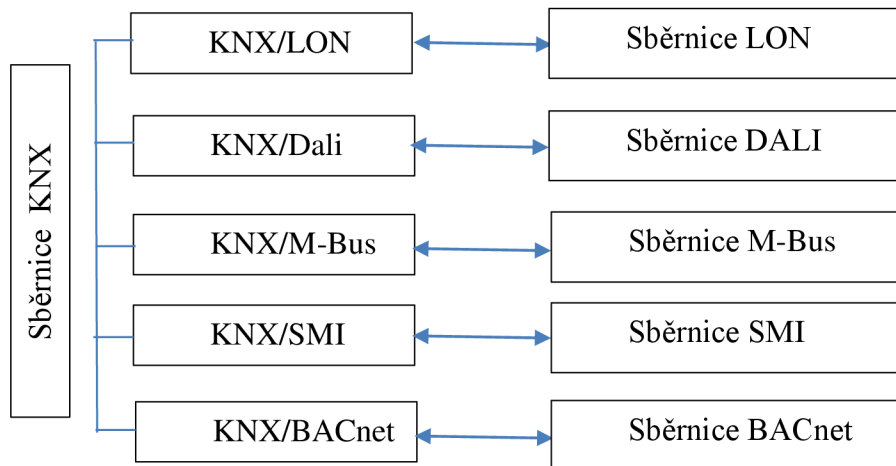 Sběrnice KNX
KNX/LON
Sběrnice LON
KNX/Dali
Sběrnice DALI
KNX/M-Bus
Sběrnice M-Bus
KNX/SMI
Sběrnice SMI
KNX/BACnet
Sběrnice BACnet